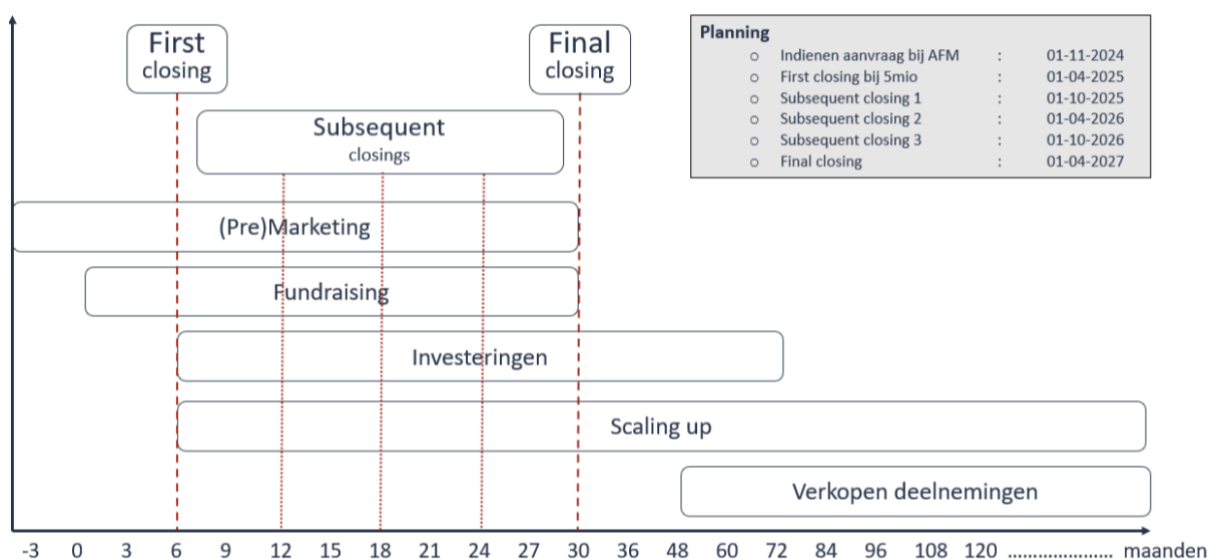 First
closing
Final
closing
Planning
○ Indienen aanvraag bij AFM : 01-11-2024
○ First closing bij 5mio : 01-04-2025
○ Subsequent closing 1 : 01-10-2025
○ Subsequent closing 2 : 01-04-2026
○ Subsequent closing 3 : 01-10-2026
○ Final closing : 01-04-2027
Subsequent
closings
(Pre)Marketing
Fundraising
Investeringen
Scaling up
Verkopen deelnemingen
-3 0 3 6 9 12 15 18 21 24 27 30 36 48 60 72 84 96 108 120 ..................... maanden